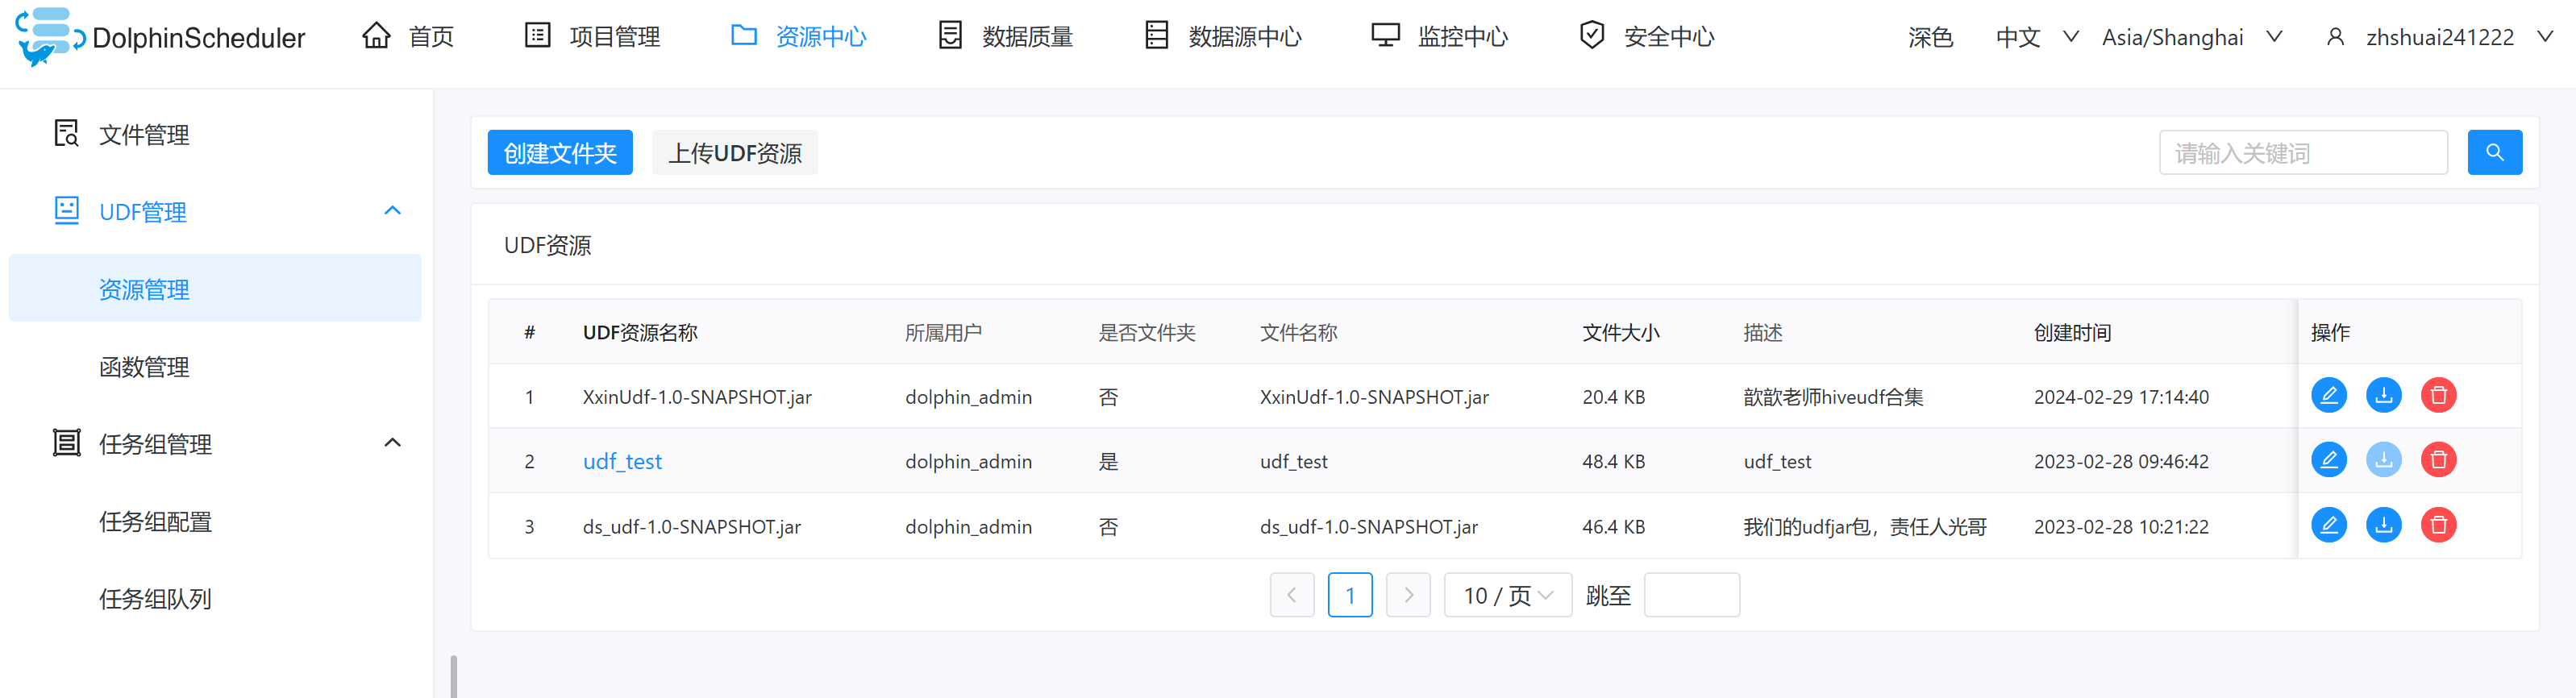 DolphinScheduler 首页 项目管理 资源中心 数据质量 数据源中心 监控中心 安全中心 深色 中文 Asia/Shanghai zhshuai241222
文件管理
UDF管理
资源管理
函数管理
任务组管理
任务组配置
任务组队列
创建文件夹 上传UDF资源 请输入关键词
UDF资源
# UDF资源名称 所属用户 是否文件夹 文件名称 文件大小 描述 创建时间 操作
1 XxinUdf-1.0-SNAPSHOT.jar dolphin_admin 否 XxinUdf-1.0-SNAPSHOT.jar 20.4 KB 歆歆老师hiveudf合集 2024-02-29 17:14:40
2 udf_test dolphin_admin 是 udf_test 48.4 KB udf_test 2023-02-28 09:46:42
3 ds_udf-1.0-SNAPSHOT.jar dolphin_admin 否 ds_udf-1.0-SNAPSHOT.jar 46.4 KB 我们的udfjar包，责任人光哥 2023-02-28 10:21:22
1 10 / 页 跳至